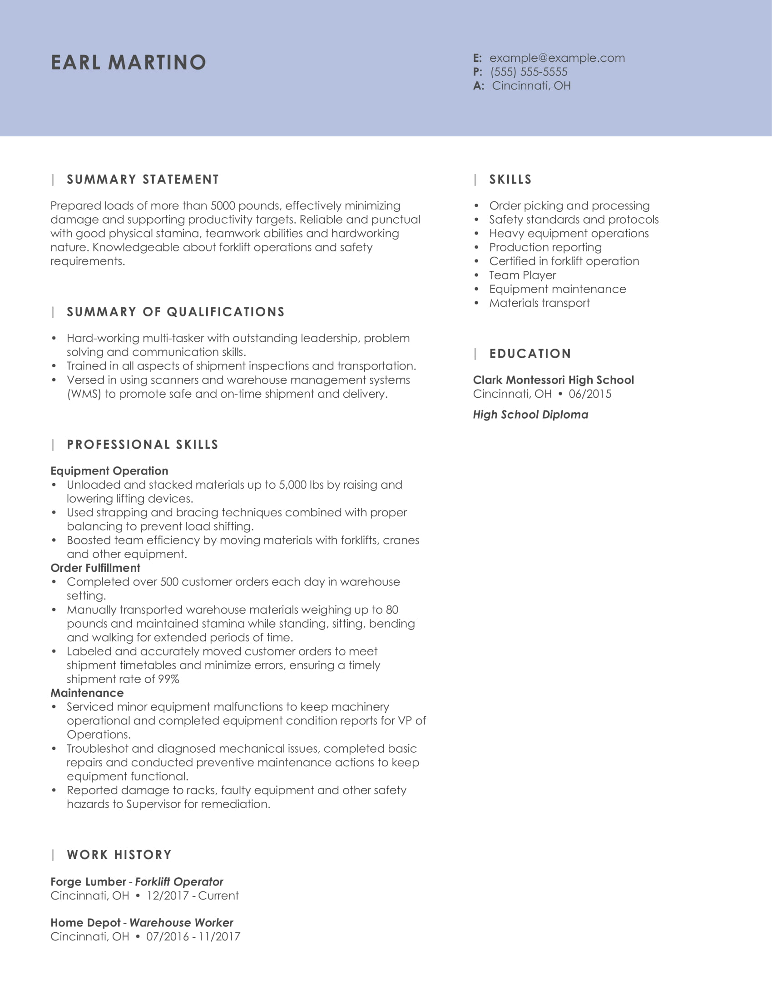 EARL MARTINO
E: example@example.com
P: (555) 555-5555
A: Cincinnati, OH
| SUMMARY STATEMENT
Prepared loads of more than 5000 pounds, effectively minimizing
damage and supporting productivity targets. Reliable and punctual
with good physical stamina, teamwork abilities and hardworking
nature. Knowledgeable about forklift operations and safety
requirements.
| SUMMARY OF QUALIFICATIONS
• Hard-working multi-tasker with outstanding leadership, problem
solving and communication skills.
• Trained in all aspects of shipment inspections and transportation.
• Versed in using scanners and warehouse management systems
(WMS) to promote safe and on-time shipment and delivery.
| PROFESSIONAL SKILLS
Equipment Operation
• Unloaded and stacked materials up to 5,000 lbs by raising and
lowering lifting devices.
• Used strapping and bracing techniques combined with proper
balancing to prevent load shifting.
• Boosted team efficiency by moving materials with forklifts, cranes
and other equipment.
Order Fulfillment
• Completed over 500 customer orders each day in warehouse
setting.
• Manually transported warehouse materials weighing up to 80
pounds and maintained stamina while standing, sitting, bending
and walking for extended periods of time.
• Labeled and accurately moved customer orders to meet
shipment timetables and minimize errors, ensuring a timely
shipment rate of 99%
Maintenance
• Serviced minor equipment malfunctions to keep machinery
operational and completed equipment condition reports for VP of
Operations.
• Troubleshot and diagnosed mechanical issues, completed basic
repairs and conducted preventive maintenance actions to keep
equipment functional.
• Reported damage to racks, faulty equipment and other safety
hazards to Supervisor for remediation.
| WORK HISTORY
Forge Lumber - Forklift Operator
Cincinnati, OH • 12/2017 - Current
Home Depot - Warehouse Worker
Cincinnati, OH • 07/2016 - 11/2017
| SKILLS
• Order picking and processing
• Safety standards and protocols
• Heavy equipment operations
• Production reporting
• Certified in forklift operation
• Team Player
• Equipment maintenance
• Materials transport
| EDUCATION
Clark Montessori High School
Cincinnati, OH • 06/2015
High School Diploma